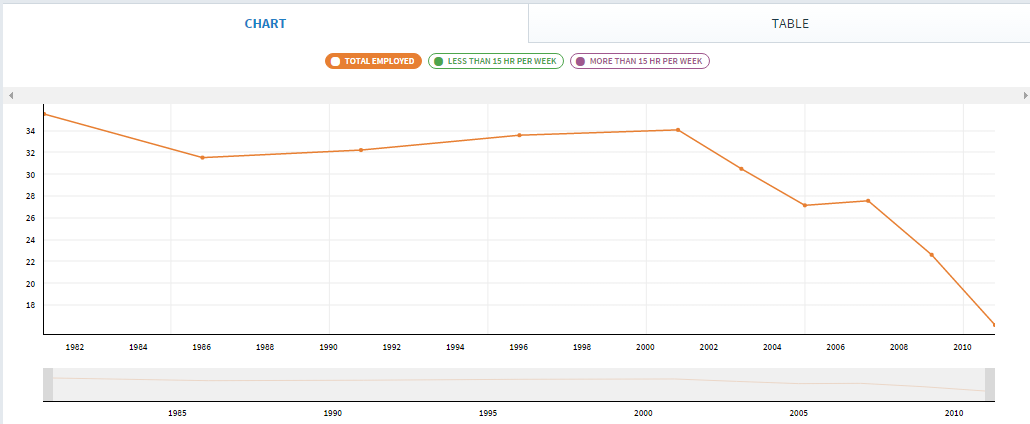 CHART TABLE
TOTAL EMPLOYED LESS THAN 15 HR PER WEEK MORE THAN 15 HR PER WEEK
34
32
30
28
26
24
22
20
18
1982 1984 1986 1988 1990 1992 1994 1996 1998 2000 2002 2004 2006 2008 2010
1985 1990 1995 2000 2005 2010